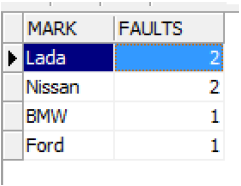 MARK FAULTS
Lada 2
Nissan 2
BMW 1
Ford 1